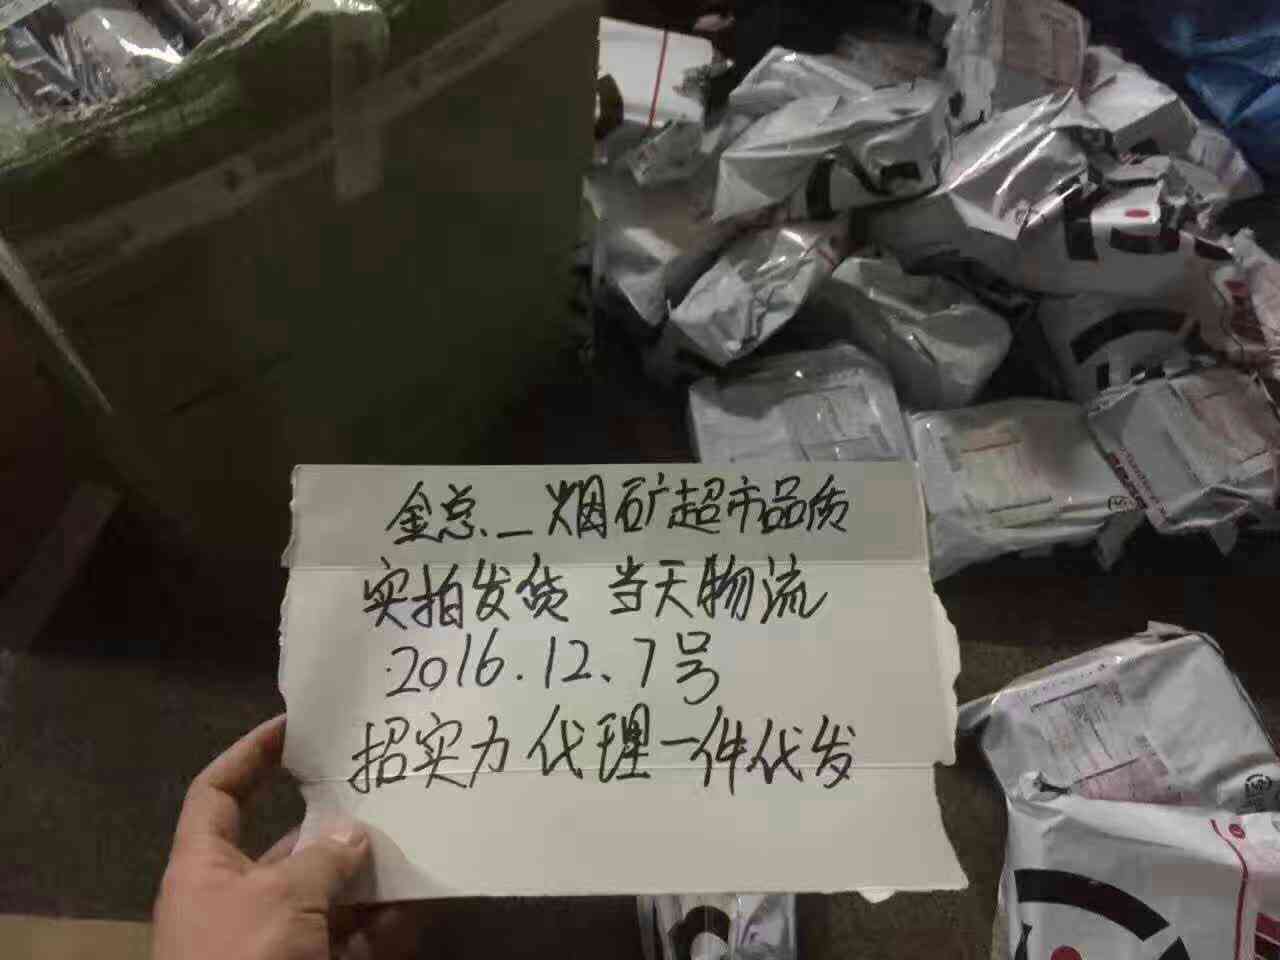 金总_烟矿超市品质
实拍发货 当天物流
2016.12.7号
招实力代理一件代发